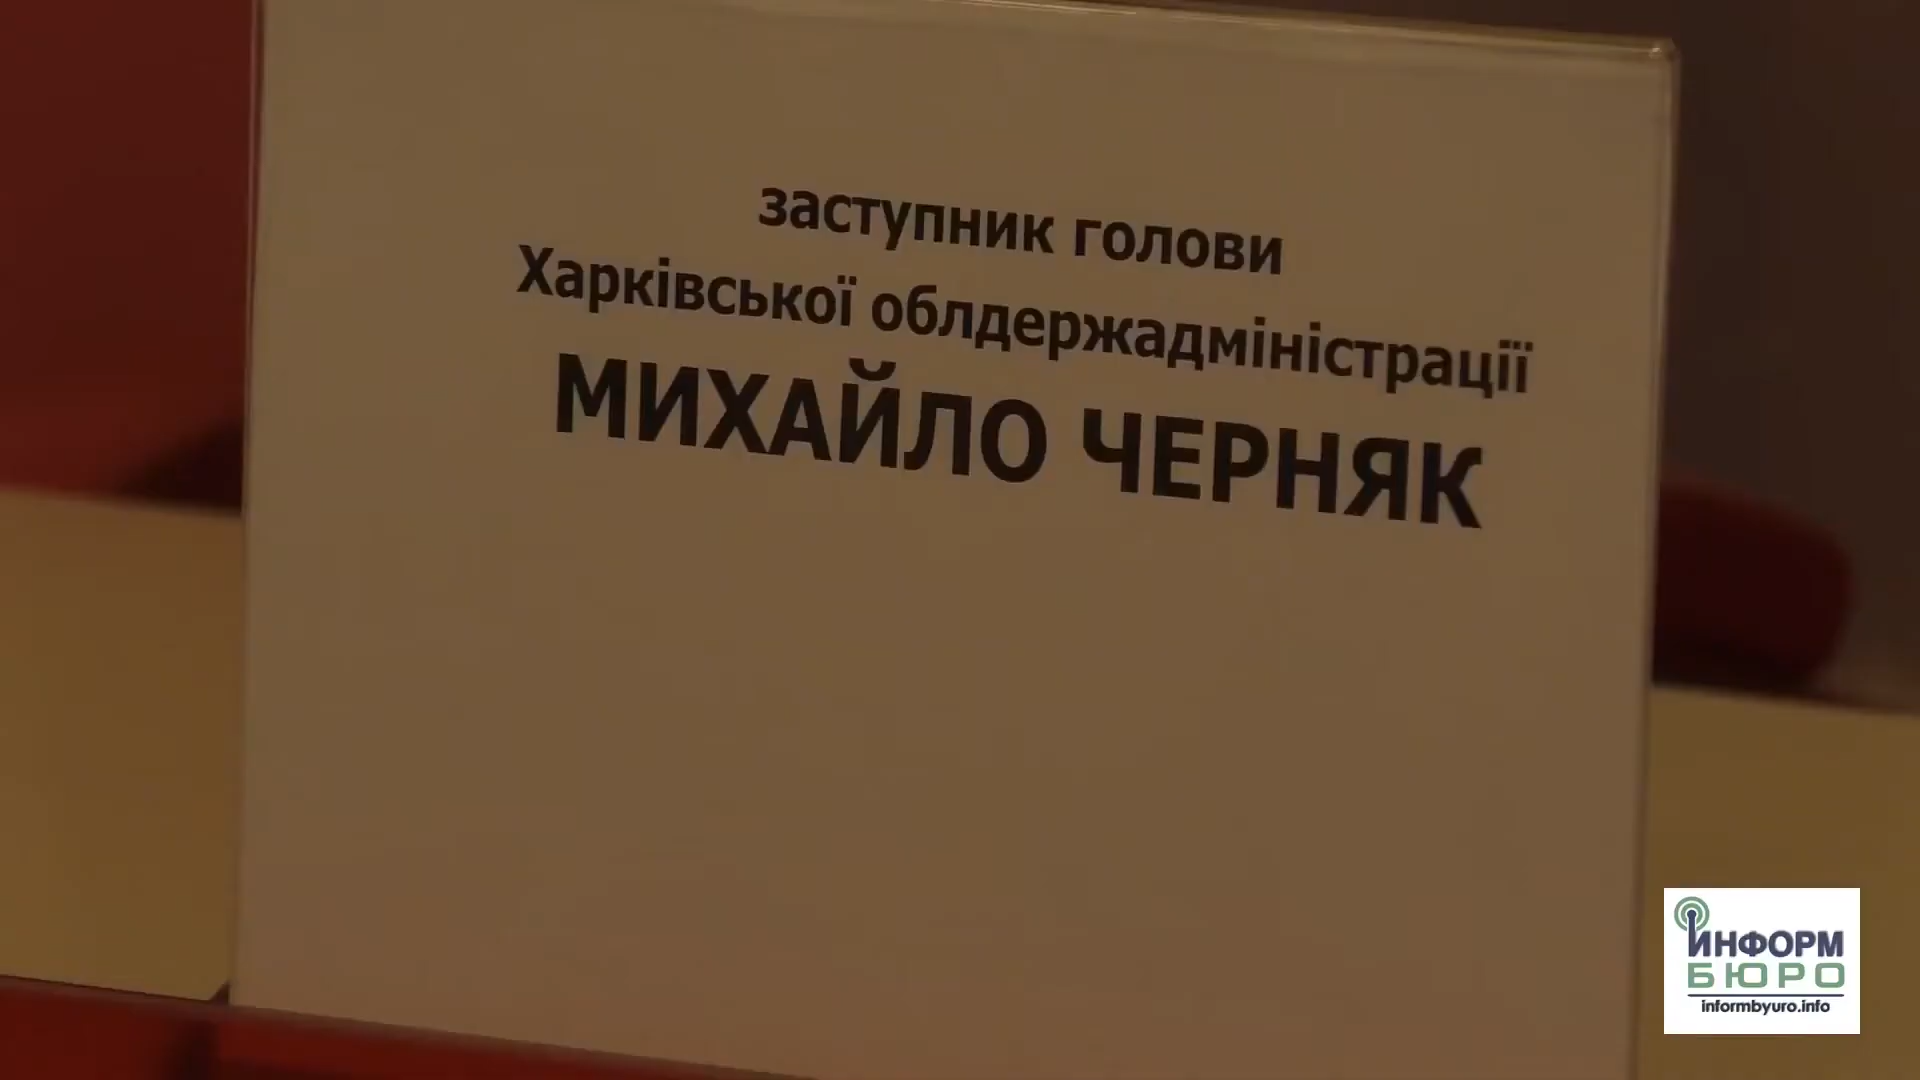 заступник голови
Харківської облдержадміністрації
МИХАЙЛО ЧЕРНЯК
ИНФОРМ
БЮРО
informbyuro.info